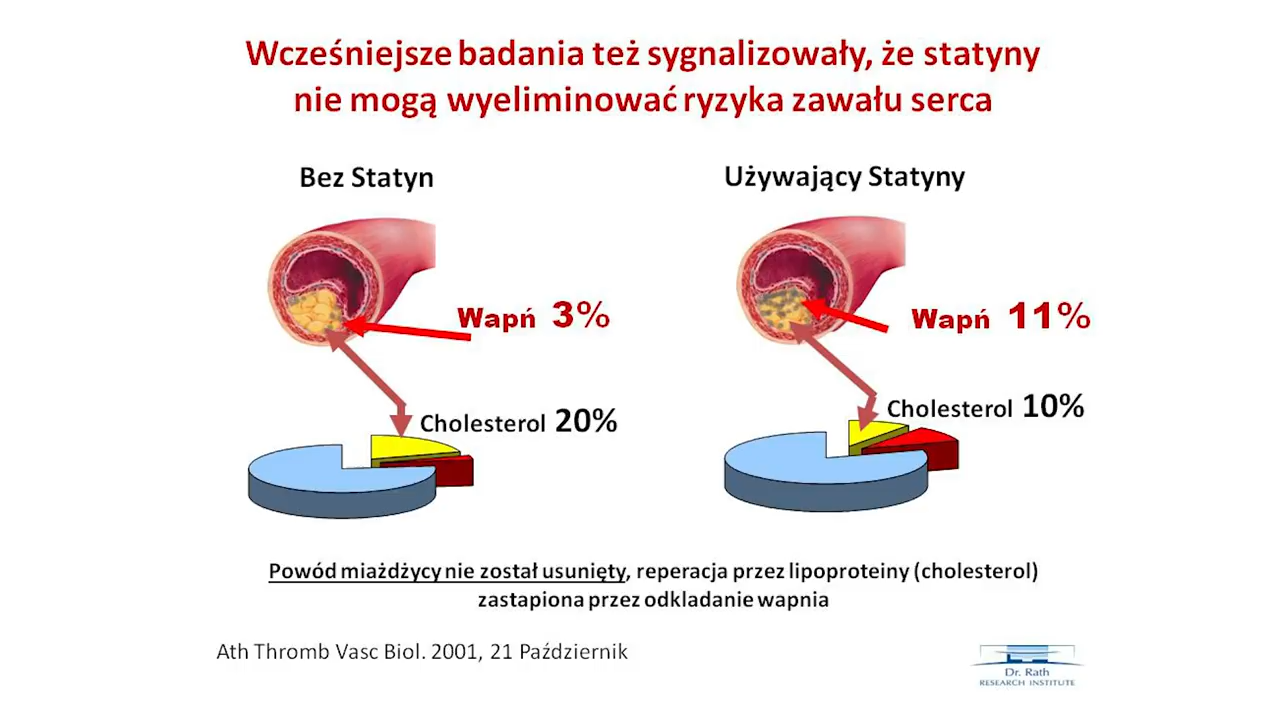 Wcześniejsze badania też sygnalizowały, że statyny
nie mogą wyeliminować ryzyka zawału serca
Bez Statyn
Używający Statyny
Wapń 3%
Wapń 11%
Cholesterol 20%
Cholesterol 10%
Powód miażdżycy nie został usunięty, reperacja przez lipoproteiny (cholesterol)
zastapiona przez odkladanie wapnia
Ath Thromb Vasc Biol. 2001, 21 Październik
Dr. Rath
RESEARCH INSTITUTE